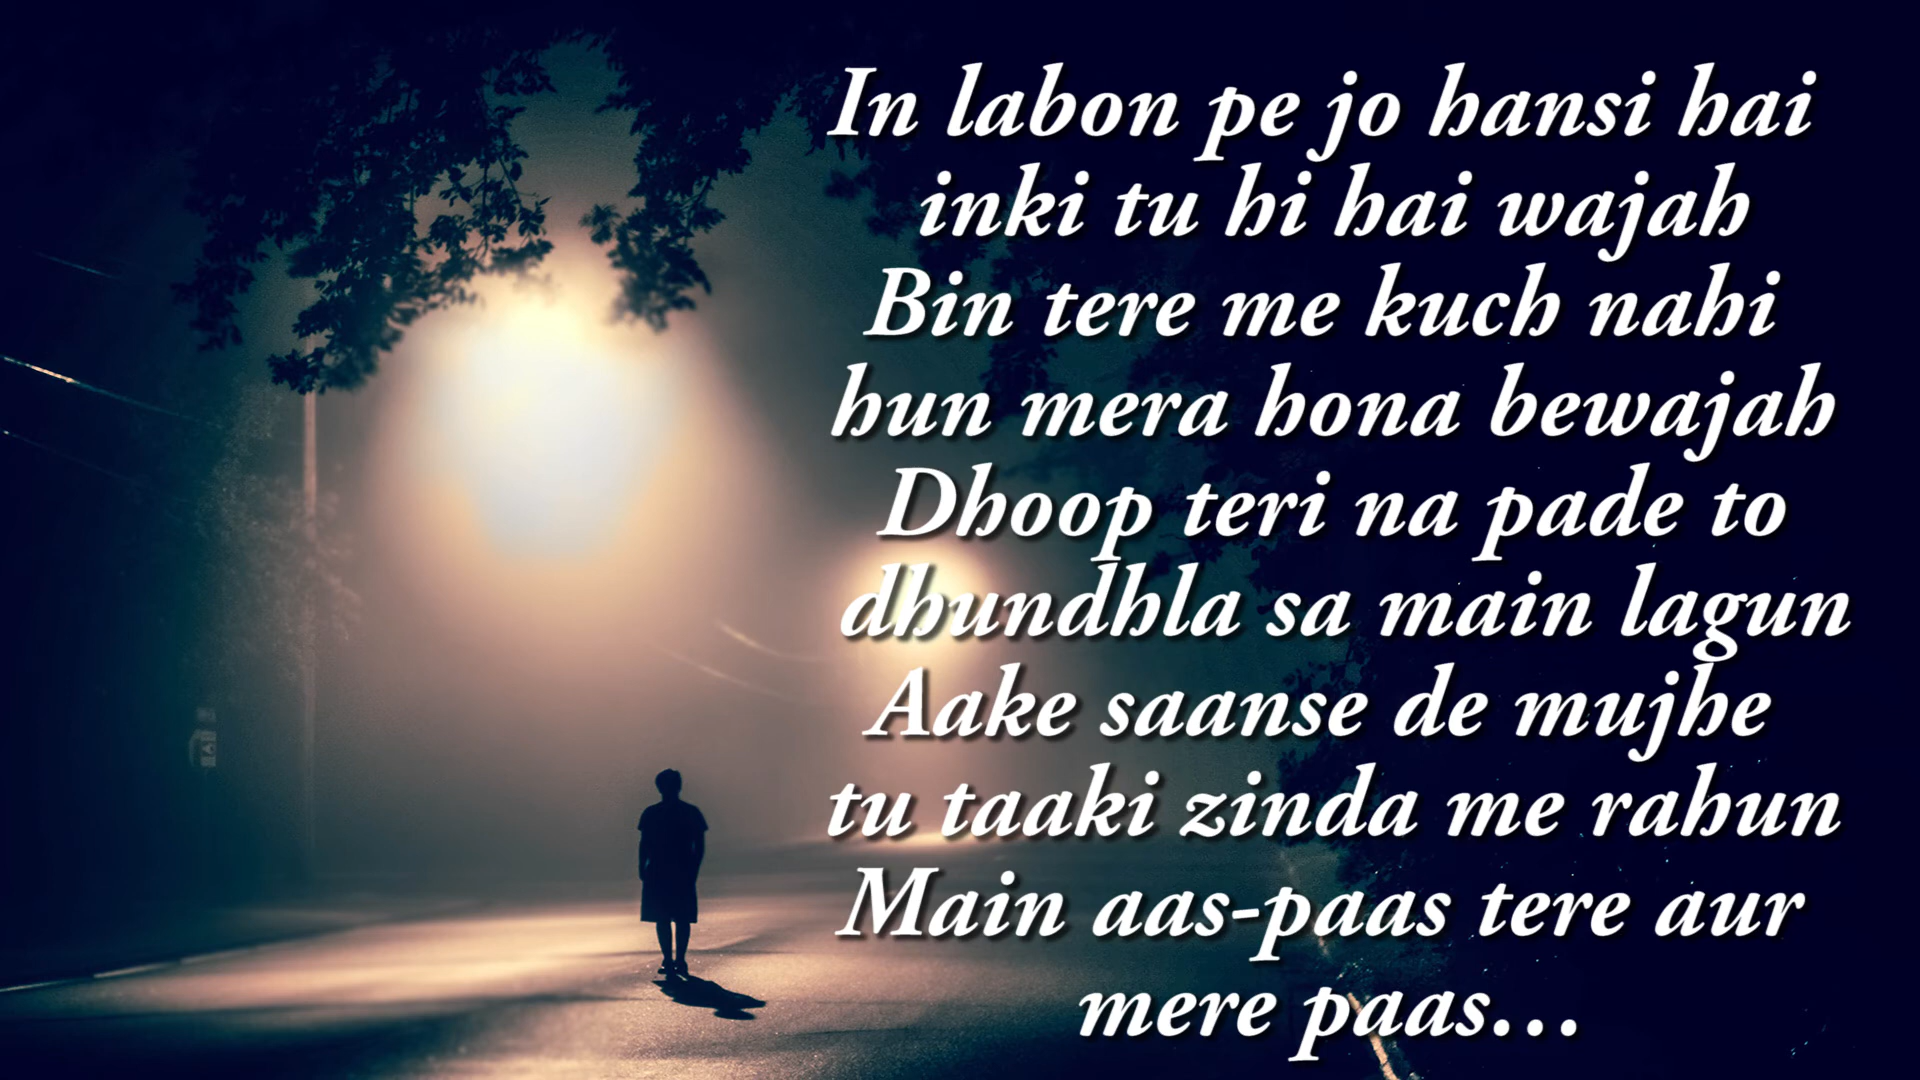 In labon pe jo hansi hai
inki tu hi hai wajah
Bin tere me kuch nahi
hun mera hona bewajah
Dhoop teri na pade to
dhundhla sa main lagun
Aake saanse de mujhe
tu taaki zinda me rahun
Main aas-paas tere aur
mere paas...